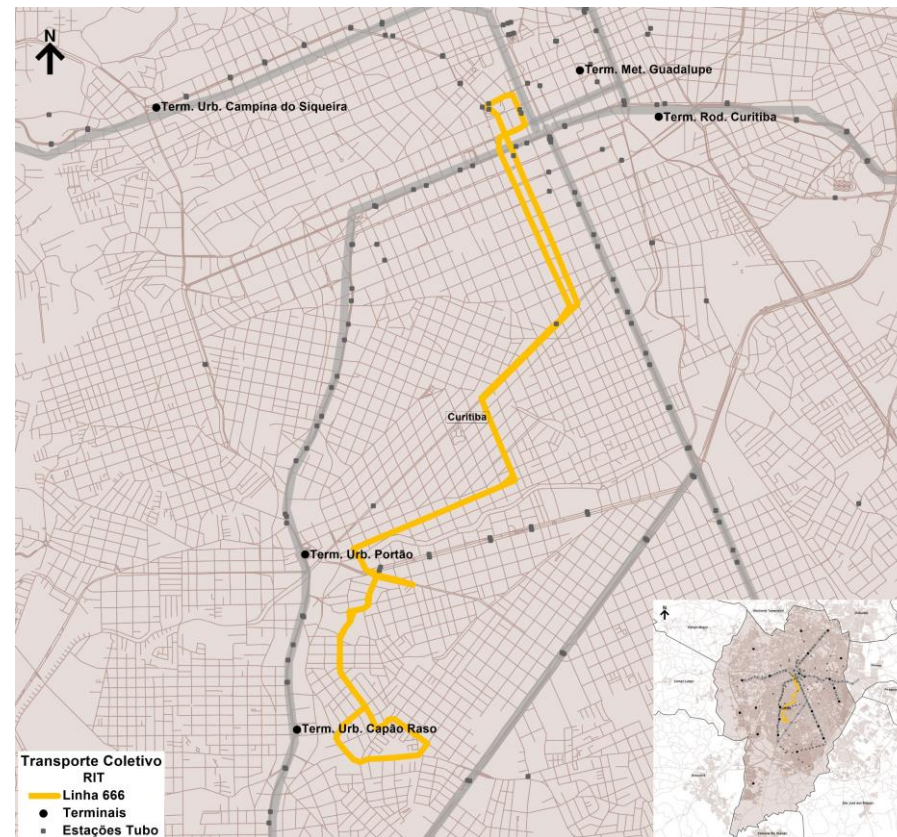 N
Term. Met. Guadalupe
Term. Urb. Campina do Siqueira
Term. Rod. Curitiba
Curitiba
Term. Urb. Portão
Term. Urb. Capão Raso
Transporte Coletivo
RIT
Linha 666
Terminais
Estações Tubo
N